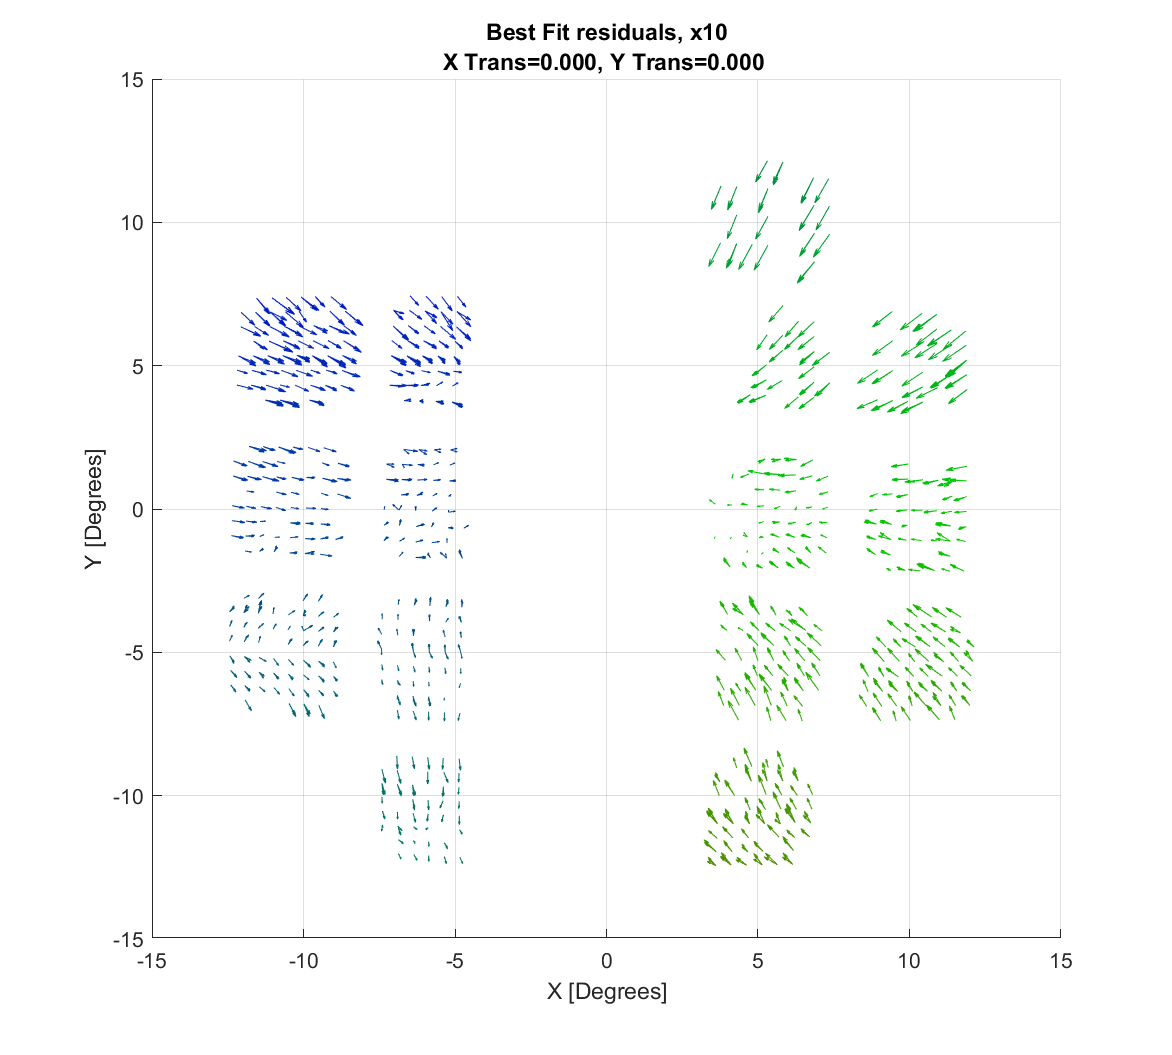 Best Fit residuals, x10
X Trans=0.000, Y Trans=0.000
15
10
5
0
-5
-10
-15
Y [Degrees]
-15 -10 -5 0 5 10 15
X [Degrees]